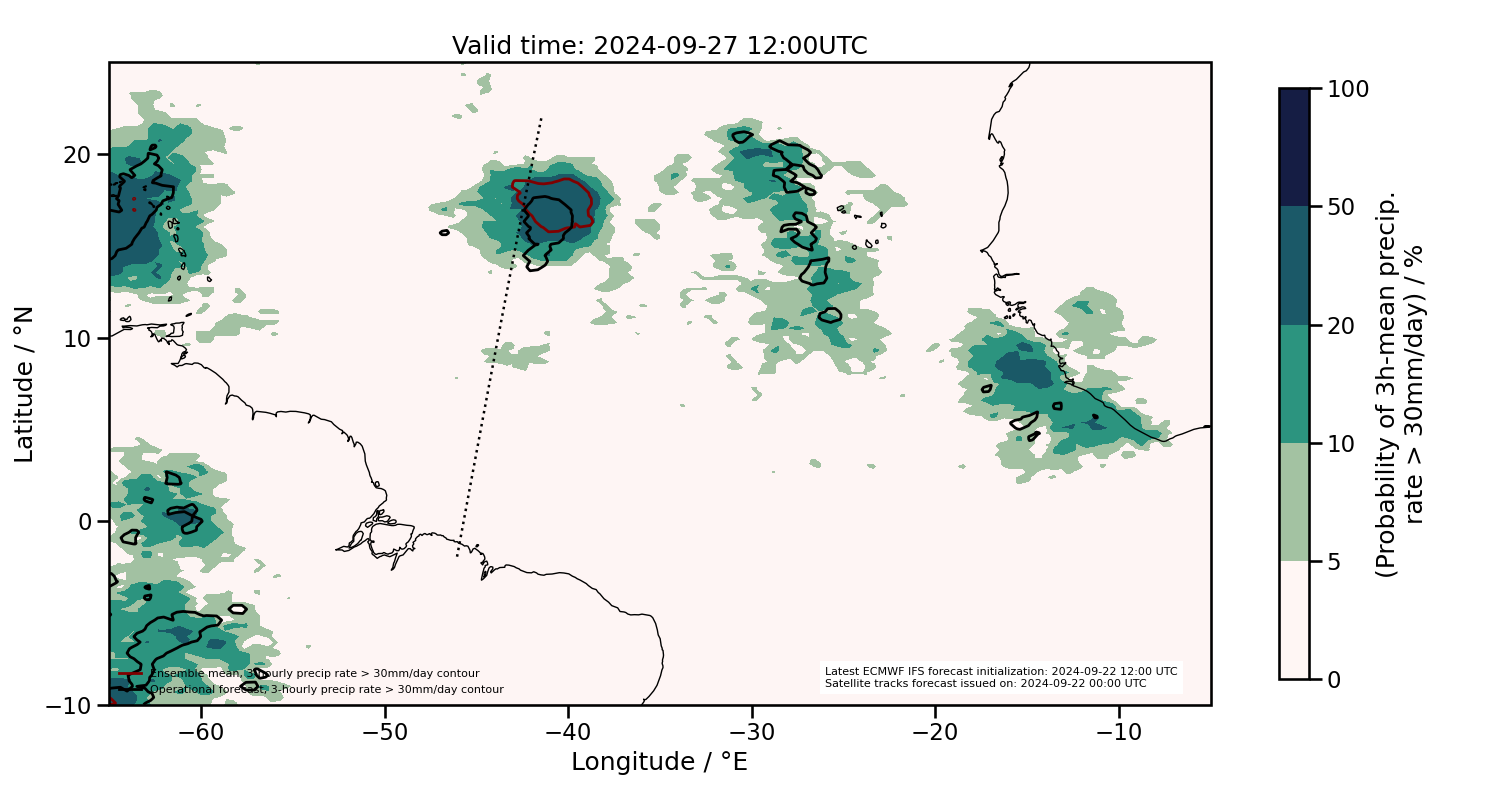 Valid time: 2024-09-27 12:00UTC
20
10
0
−10
Latitude / °N
−60
−50
−40
−30
−20
−10
Longitude / °E
Ensemble mean, 3-hourly precip rate > 30mm/day contour
Operational forecast, 3-hourly precip rate > 30mm/day contour
Latest ECMWF IFS forecast initialization: 2024-09-22 12:00 UTC
Satellite tracks forecast issued on: 2024-09-22 00:00 UTC
100
50
20
10
5
0
(Probability of 3h-mean precip.
rate > 30mm/day) / %